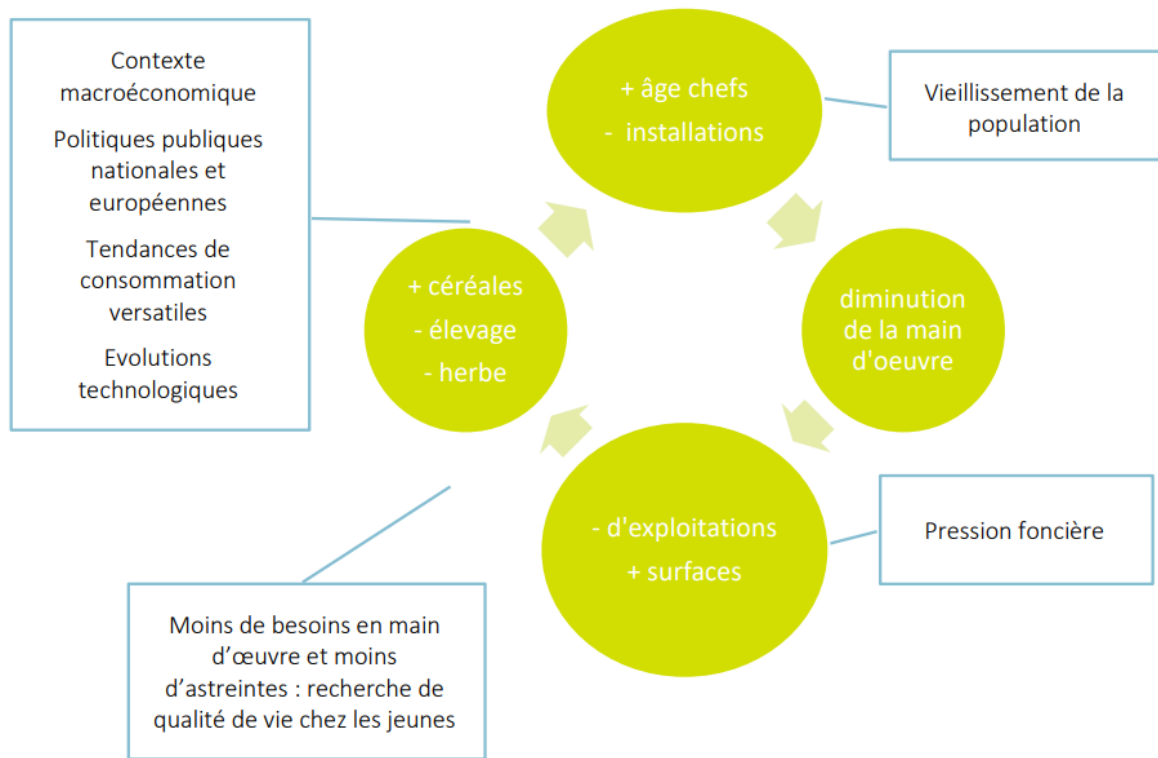 Contexte
macroéconomique
Politiques publiques
nationales et
européennes
Tendances de
consommation
versatiles
Evolutions
technologiques
+ âge chefs
- installations
Vieillissement de la
population
+ céréales
- élevage
- herbe
diminution
de la main
d'oeuvre
- d'exploitations
+ surfaces
Pression foncière
Moins de besoins en main
d’œuvre et moins
d’astreintes : recherche de
qualité de vie chez les jeunes